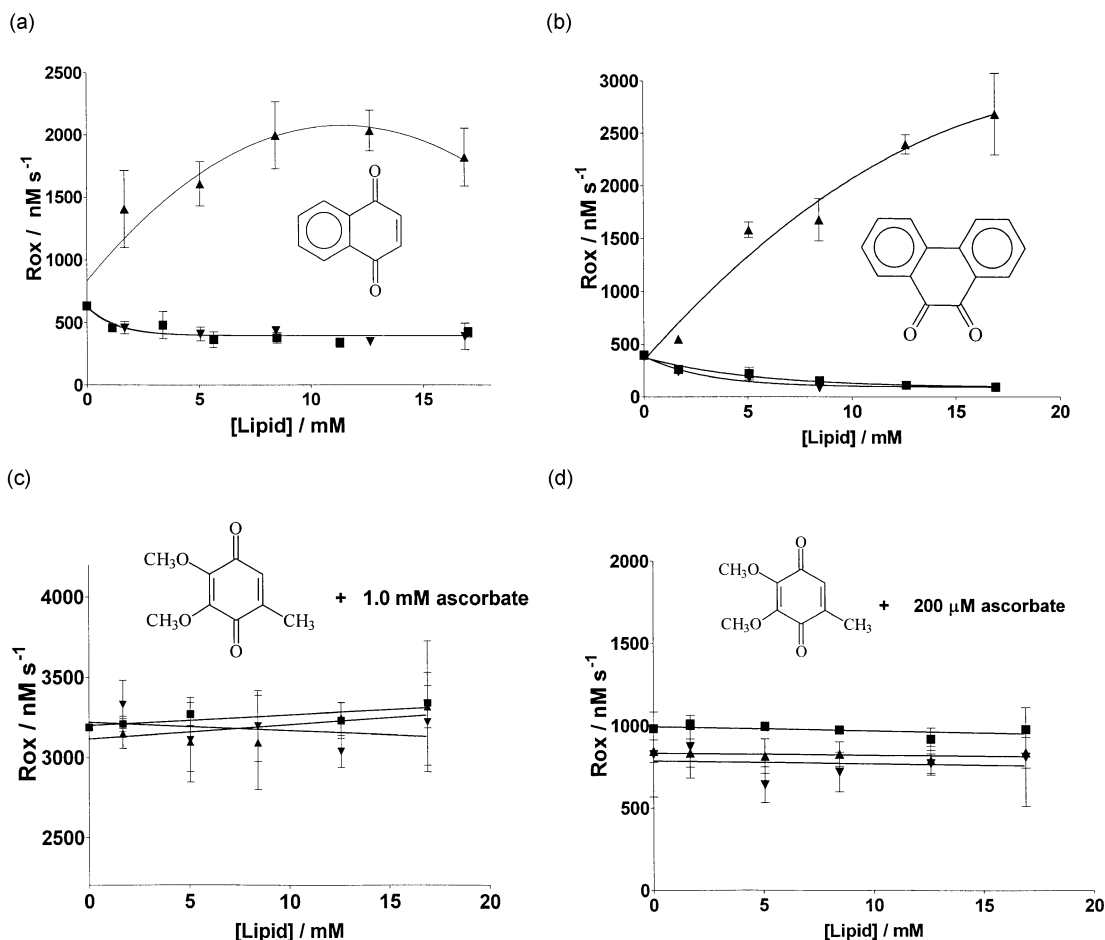 (a)
2500
2000
1500
1000
500
0
Rox / nM s-1
0 5 10 15
[Lipid] / mM
O
O
(b)
3000
2500
2000
1500
1000
500
0
Rox / nM s-1
0 5 10 15 20
[Lipid] / mM
O O
(c)
4000
3500
3000
2500
Rox / nM s-1
0 5 10 15 20
[Lipid] / mM
O
CH3O
CH3O
CH3
O
+ 1.0 mM ascorbate
(d)
2000
1500
1000
500
0
Rox / nM s-1
0 5 10 15 20
[Lipid] / mM
O
CH3O
CH3O
CH3
O
+ 200 μM ascorbate